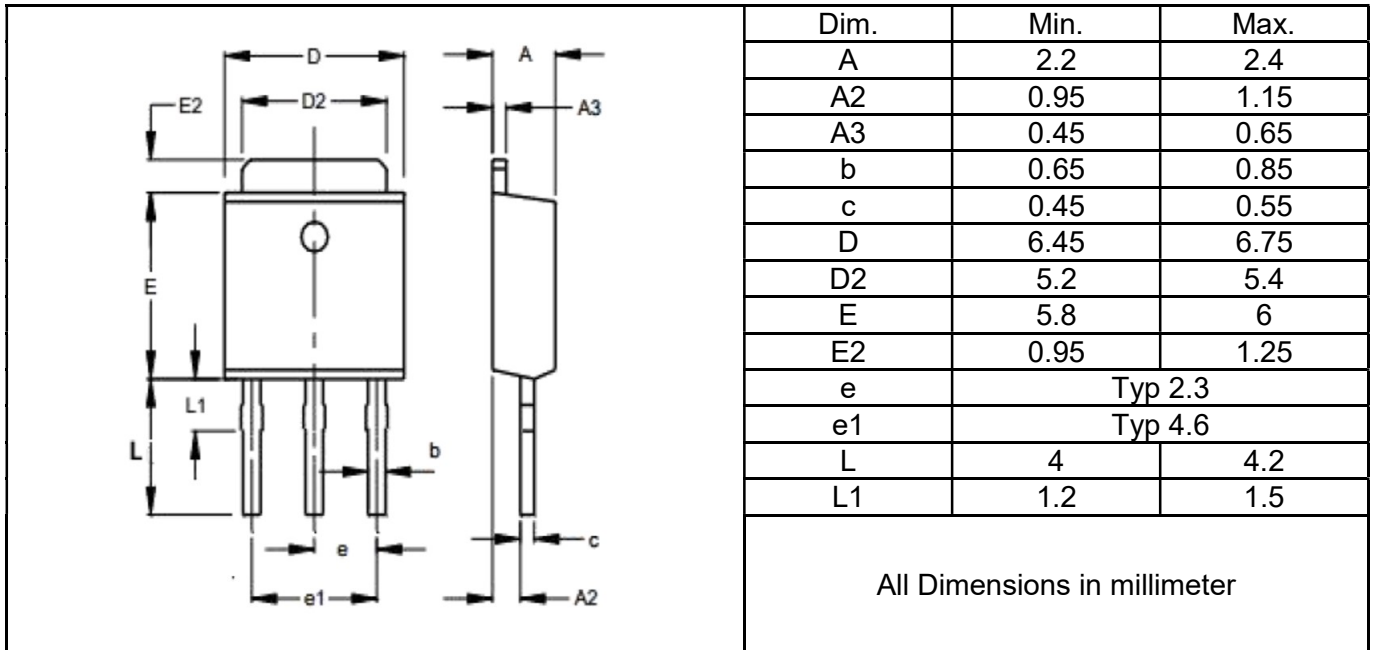 D
A
E2
D2
A3
E
L1
L
b
e
c
e1
A2
Dim. Min. Max.
A 2.2 2.4
A2 0.95 1.15
A3 0.45 0.65
b 0.65 0.85
c 0.45 0.55
D 6.45 6.75
D2 5.2 5.4
E 5.8 6
E2 0.95 1.25
e Typ 2.3
e1 Typ 4.6
L 4 4.2
L1 1.2 1.5
All Dimensions in millimeter